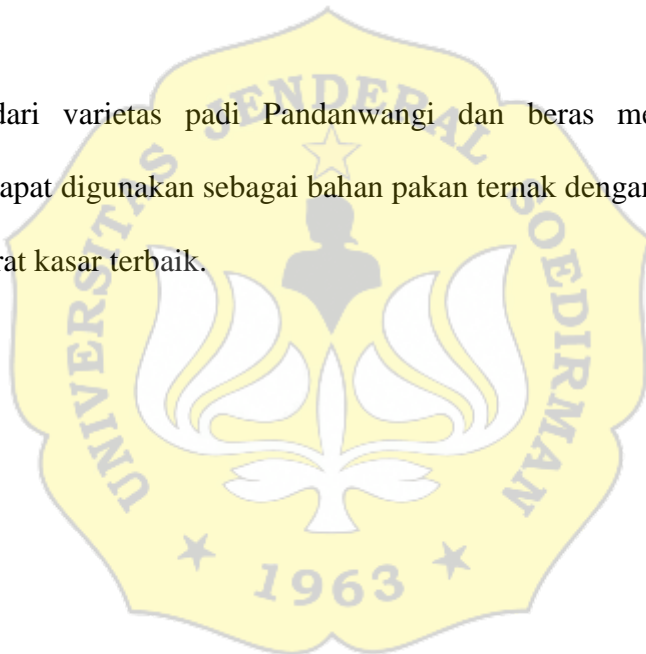 dari varietas padi Pandanwangi dan beras me
apat digunakan sebagai bahan pakan ternak dengan
rat kasar terbaik.
UNIVERSITAS JENDERAL SOEDIRMAN
1963